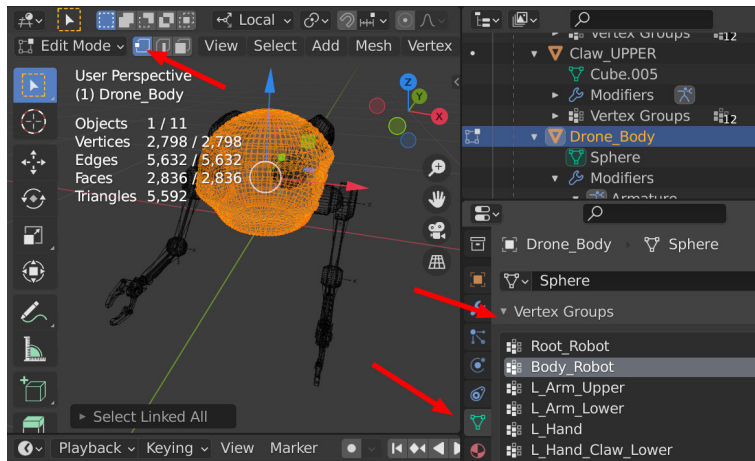 Local
Edit Mode
View
Select
Add
Mesh
Vertex
User Perspective
(1) Drone_Body
Objects 1 / 11
Vertices 2,798 / 2,798
Edges 5,632 / 5,632
Faces 2,836 / 2,836
Triangles 5,592
Z
Y
X
Select Linked All
Playback
Keying
View
Marker
Vertex Groups 12
Claw_UPPER
Cube.005
Modifiers
Vertex Groups 12
Drone_Body
Sphere
Modifiers
Armature
Drone_Body Sphere
Sphere
Vertex Groups
Root_Robot
Body_Robot
L_Arm_Upper
L_Arm_Lower
L_Hand
L_Hand_Claw_Lower